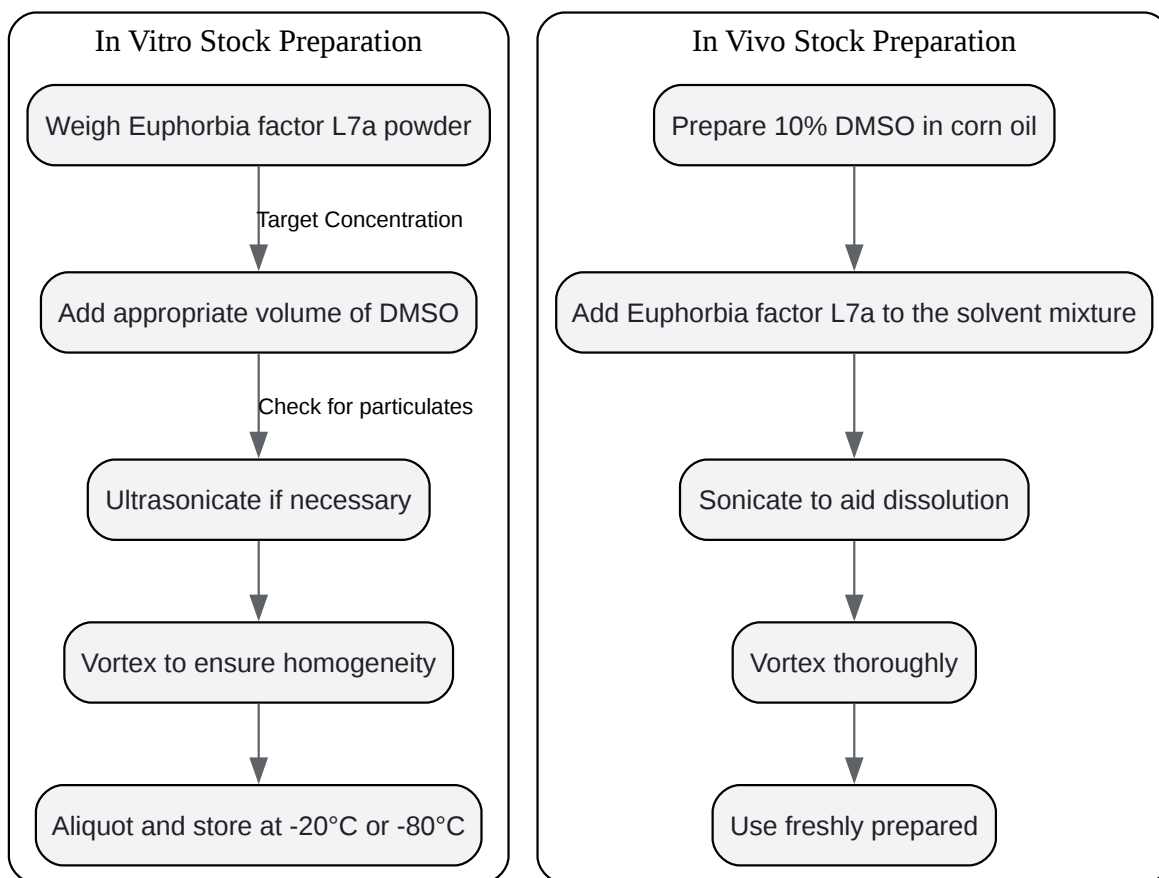 In Vitro Stock Preparation
Weigh Euphorbia factor L7a powder
Target Concentration
Add appropriate volume of DMSO
Check for particulates
Ultrasonicate if necessary
Vortex to ensure homogeneity
Aliquot and store at -20°C or -80°C
In Vivo Stock Preparation
Prepare 10% DMSO in corn oil
Add Euphorbia factor L7a to the solvent mixture
Sonicate to aid dissolution
Vortex thoroughly
Use freshly prepared